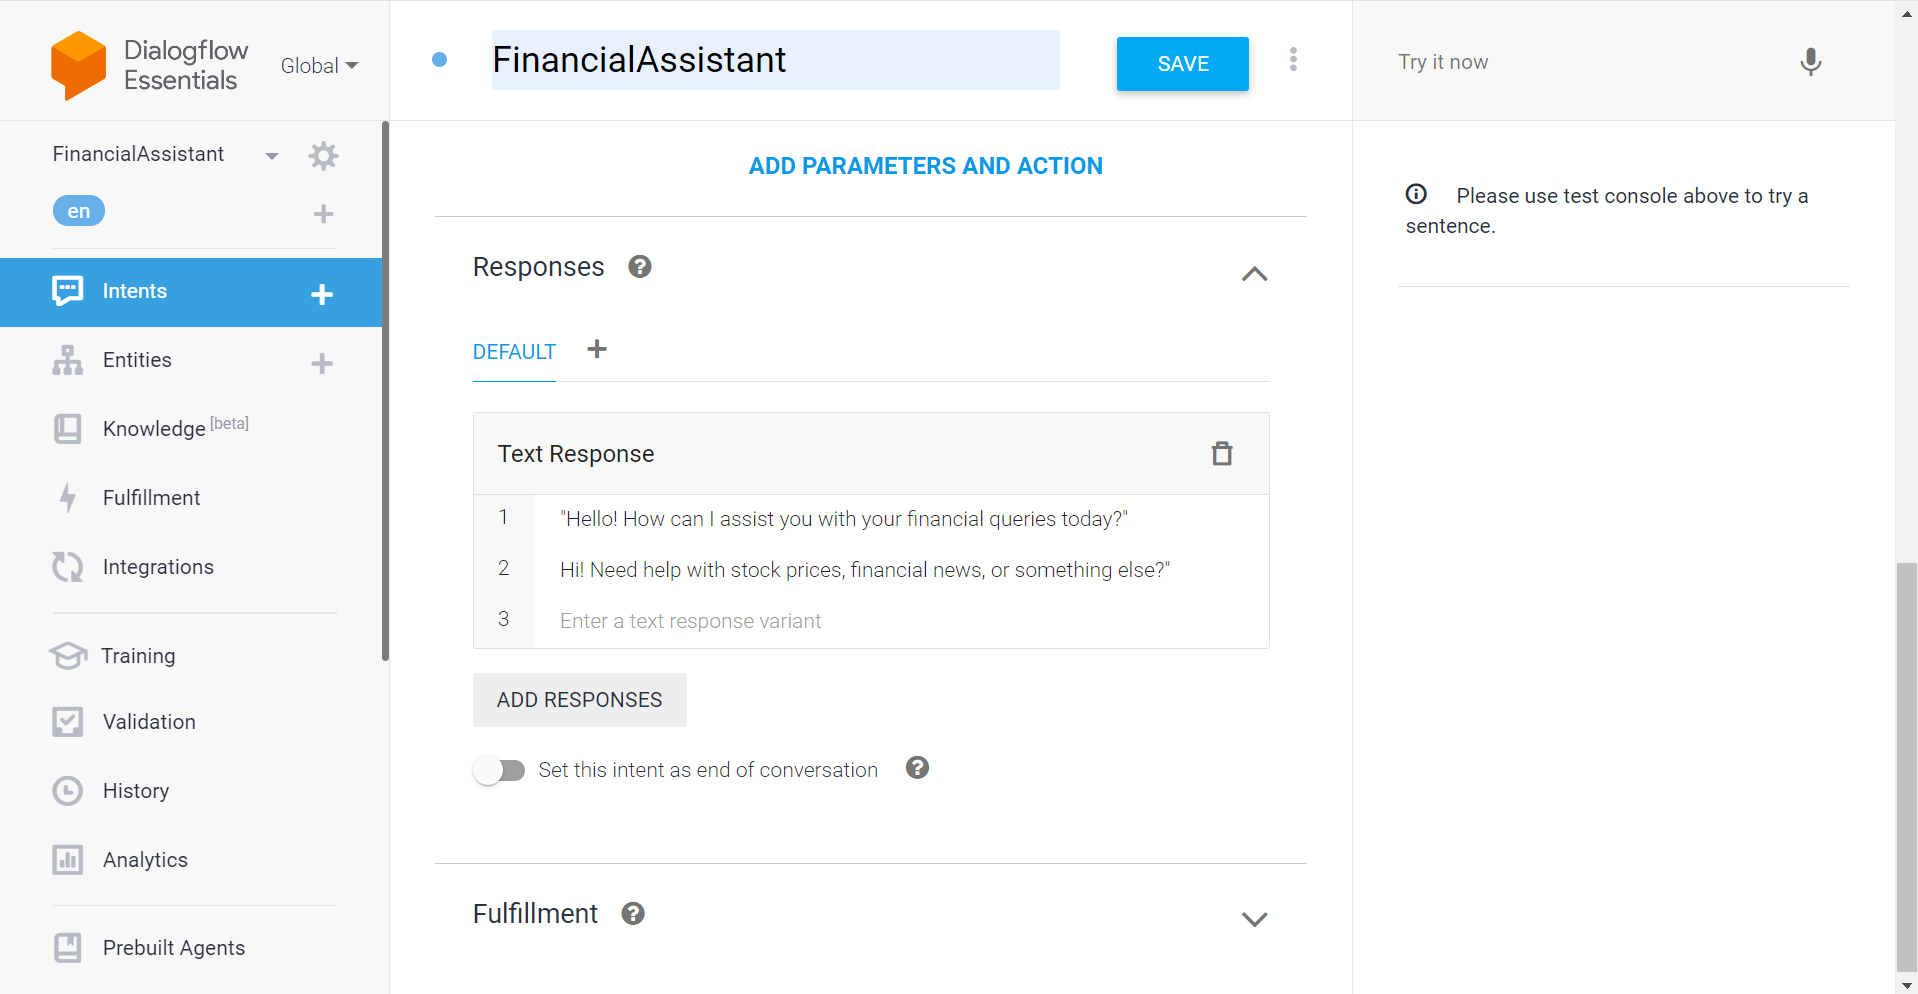 Dialogflow
Essentials
Global
FinancialAssistant
SAVE
Try it now
FinancialAssistant
en
Intents
Entities
Knowledge [beta]
Fulfillment
Integrations
Training
Validation
History
Analytics
Prebuilt Agents
ADD PARAMETERS AND ACTION
Responses
DEFAULT
Text Response
1 "Hello! How can I assist you with your financial queries today?"
2 Hi! Need help with stock prices, financial news, or something else?"
3 Enter a text response variant
ADD RESPONSES
Set this intent as end of conversation
Fulfillment
Please use test console above to try a
sentence.